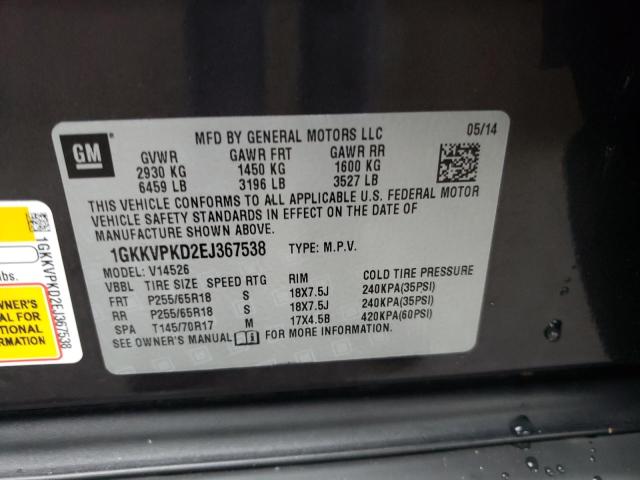 GM
MFD BY GENERAL MOTORS LLC 05/14
GVWR GAWR FRT GAWR RR
2930 KG 1450 KG 1600 KG
6459 LB 3196 LB 3527 LB
THIS VEHICLE CONFORMS TO ALL APPLICABLE U.S. FEDERAL MOTOR
VEHICLE SAFETY STANDARDS IN EFFECT ON THE DATE OF
MANUFACTURE SHOWN ABOVE.
1GKKVPKD2EJ367538 TYPE: M.P.V.
MODEL: V14526
VBBL TIRE SIZE SPEED RTG RIM COLD TIRE PRESSURE
FRT P255/65R18 S 18X7.5J 240KPA(35PSI)
RR P255/65R18 S 18X7.5J 240KPA(35PSI)
SPA T145/70R17 M 17X4.5B 420KPA(60PSI)
SEE OWNER'S MANUAL FOR MORE INFORMATION.
1GKKVPKD2EJ367538
lbs.
OWNER'S
FOR
ADDITIONAL
INFORMATION